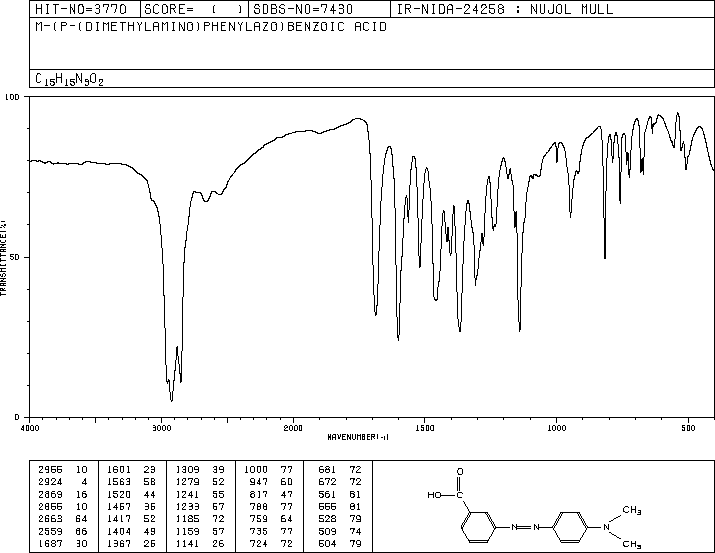 HIT-NO=3770 SCORE= ( ) SDBS-NO=7430 IR-NIDA-24258 : NUJOL MULL
M-(P-(DIMETHYLAMINO)PHENYLAZO)BENZOIC ACID
C15H15N3O2
100
50
0
TRANSMITTANCE(%)
4000 3000 2000 1500 1000 500
WAVENUMBER(-1)
2956 10 1601 23 1309 39 1000 77 681 72
2924 4 1563 58 1279 52 947 60 672 72
2869 16 1520 44 1241 55 817 47 561 81
2855 10 1457 35 1233 57 788 77 555 81
2663 64 1417 52 1185 72 759 64 528 79
2559 66 1404 49 1159 57 735 77 509 74
1687 30 1367 26 1141 26 724 72 504 74
O
HO
N N
N
CH3
CH3